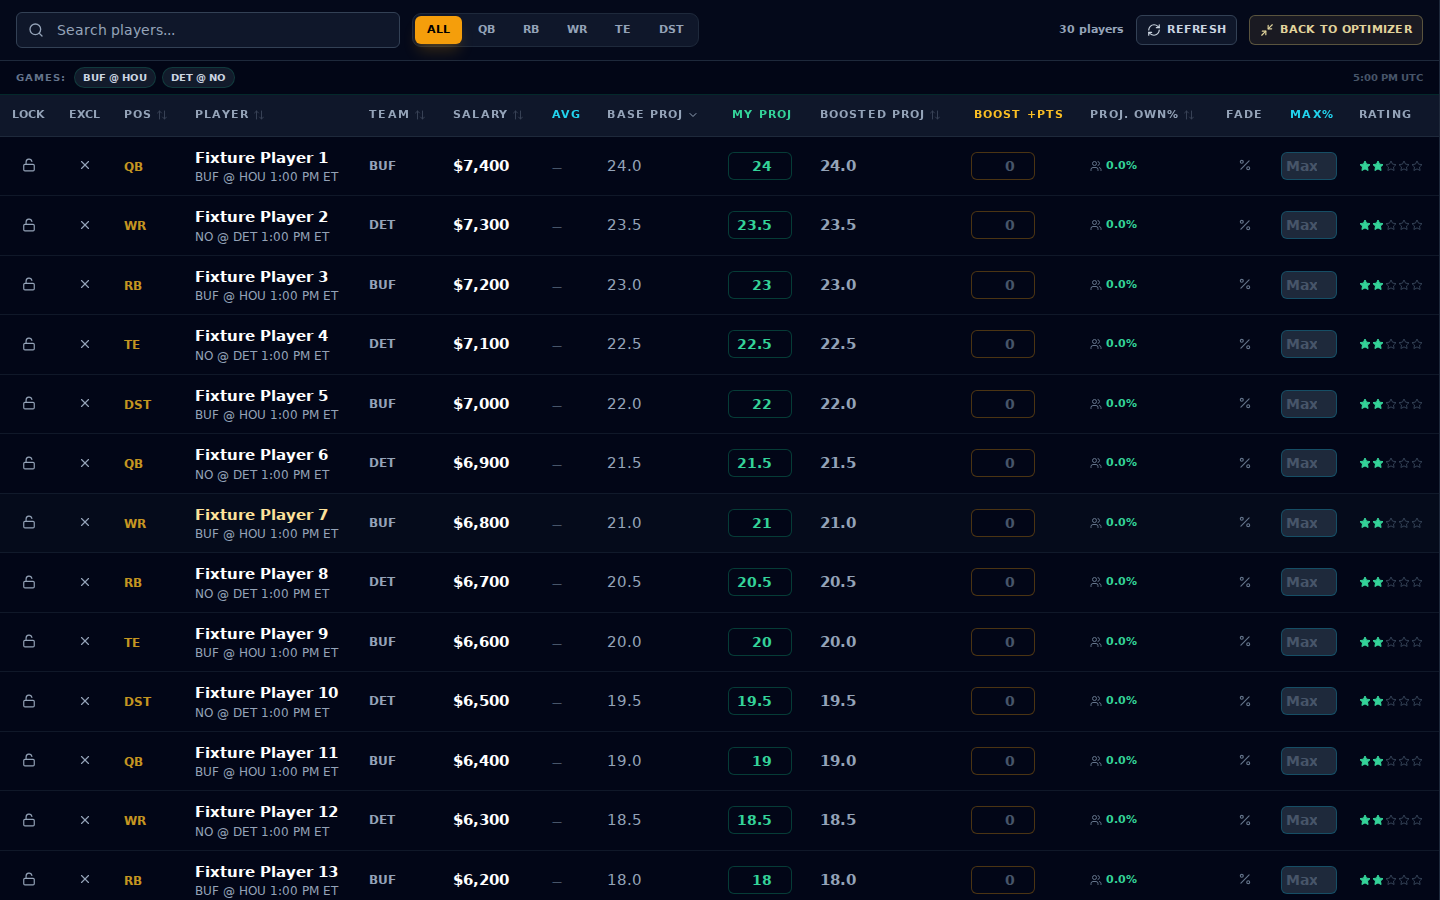 Search players... ALL QB RB WR TE DST 30 players REFRESH BACK TO OPTIMIZER
GAMES: BUF @ HOU DET @ NO 5:00 PM UTC
LOCK EXCL POS PLAYER TEAM SALARY AVG BASE PROJ MY PROJ BOOSTED PROJ BOOST +PTS PROJ. OWN% FADE MAX% RATING
QB Fixture Player 1 BUF $7,400 — 24.0 24 24.0 0 0.0% % Max
BUF @ HOU 1:00 PM ET
WR Fixture Player 2 DET $7,300 — 23.5 23.5 23.5 0 0.0% % Max
NO @ DET 1:00 PM ET
RB Fixture Player 3 BUF $7,200 — 23.0 23 23.0 0 0.0% % Max
BUF @ HOU 1:00 PM ET
TE Fixture Player 4 DET $7,100 — 22.5 22.5 22.5 0 0.0% % Max
NO @ DET 1:00 PM ET
DST Fixture Player 5 BUF $7,000 — 22.0 22 22.0 0 0.0% % Max
BUF @ HOU 1:00 PM ET
QB Fixture Player 6 DET $6,900 — 21.5 21.5 21.5 0 0.0% % Max
NO @ DET 1:00 PM ET
WR Fixture Player 7 BUF $6,800 — 21.0 21 21.0 0 0.0% % Max
BUF @ HOU 1:00 PM ET
RB Fixture Player 8 DET $6,700 — 20.5 20.5 20.5 0 0.0% % Max
NO @ DET 1:00 PM ET
TE Fixture Player 9 BUF $6,600 — 20.0 20 20.0 0 0.0% % Max
BUF @ HOU 1:00 PM ET
DST Fixture Player 10 DET $6,500 — 19.5 19.5 19.5 0 0.0% % Max
NO @ DET 1:00 PM ET
QB Fixture Player 11 BUF $6,400 — 19.0 19 19.0 0 0.0% % Max
BUF @ HOU 1:00 PM ET
WR Fixture Player 12 DET $6,300 — 18.5 18.5 18.5 0 0.0% % Max
NO @ DET 1:00 PM ET
RB Fixture Player 13 BUF $6,200 — 18.0 18 18.0 0 0.0% % Max
BUF @ HOU 1:00 PM ET